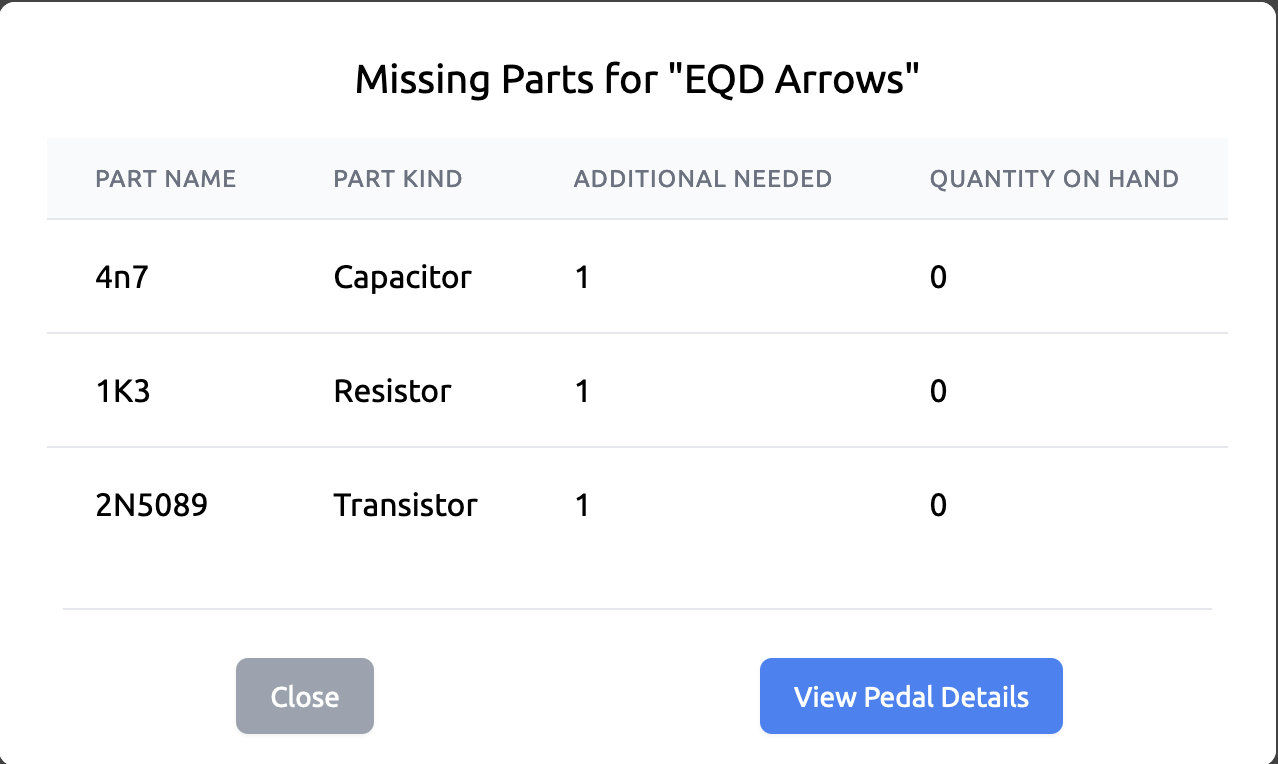 Missing Parts for "EQD Arrows"
PART NAME PART KIND ADDITIONAL NEEDED QUANTITY ON HAND
4n7 Capacitor 1 0
1K3 Resistor 1 0
2N5089 Transistor 1 0
Close View Pedal Details